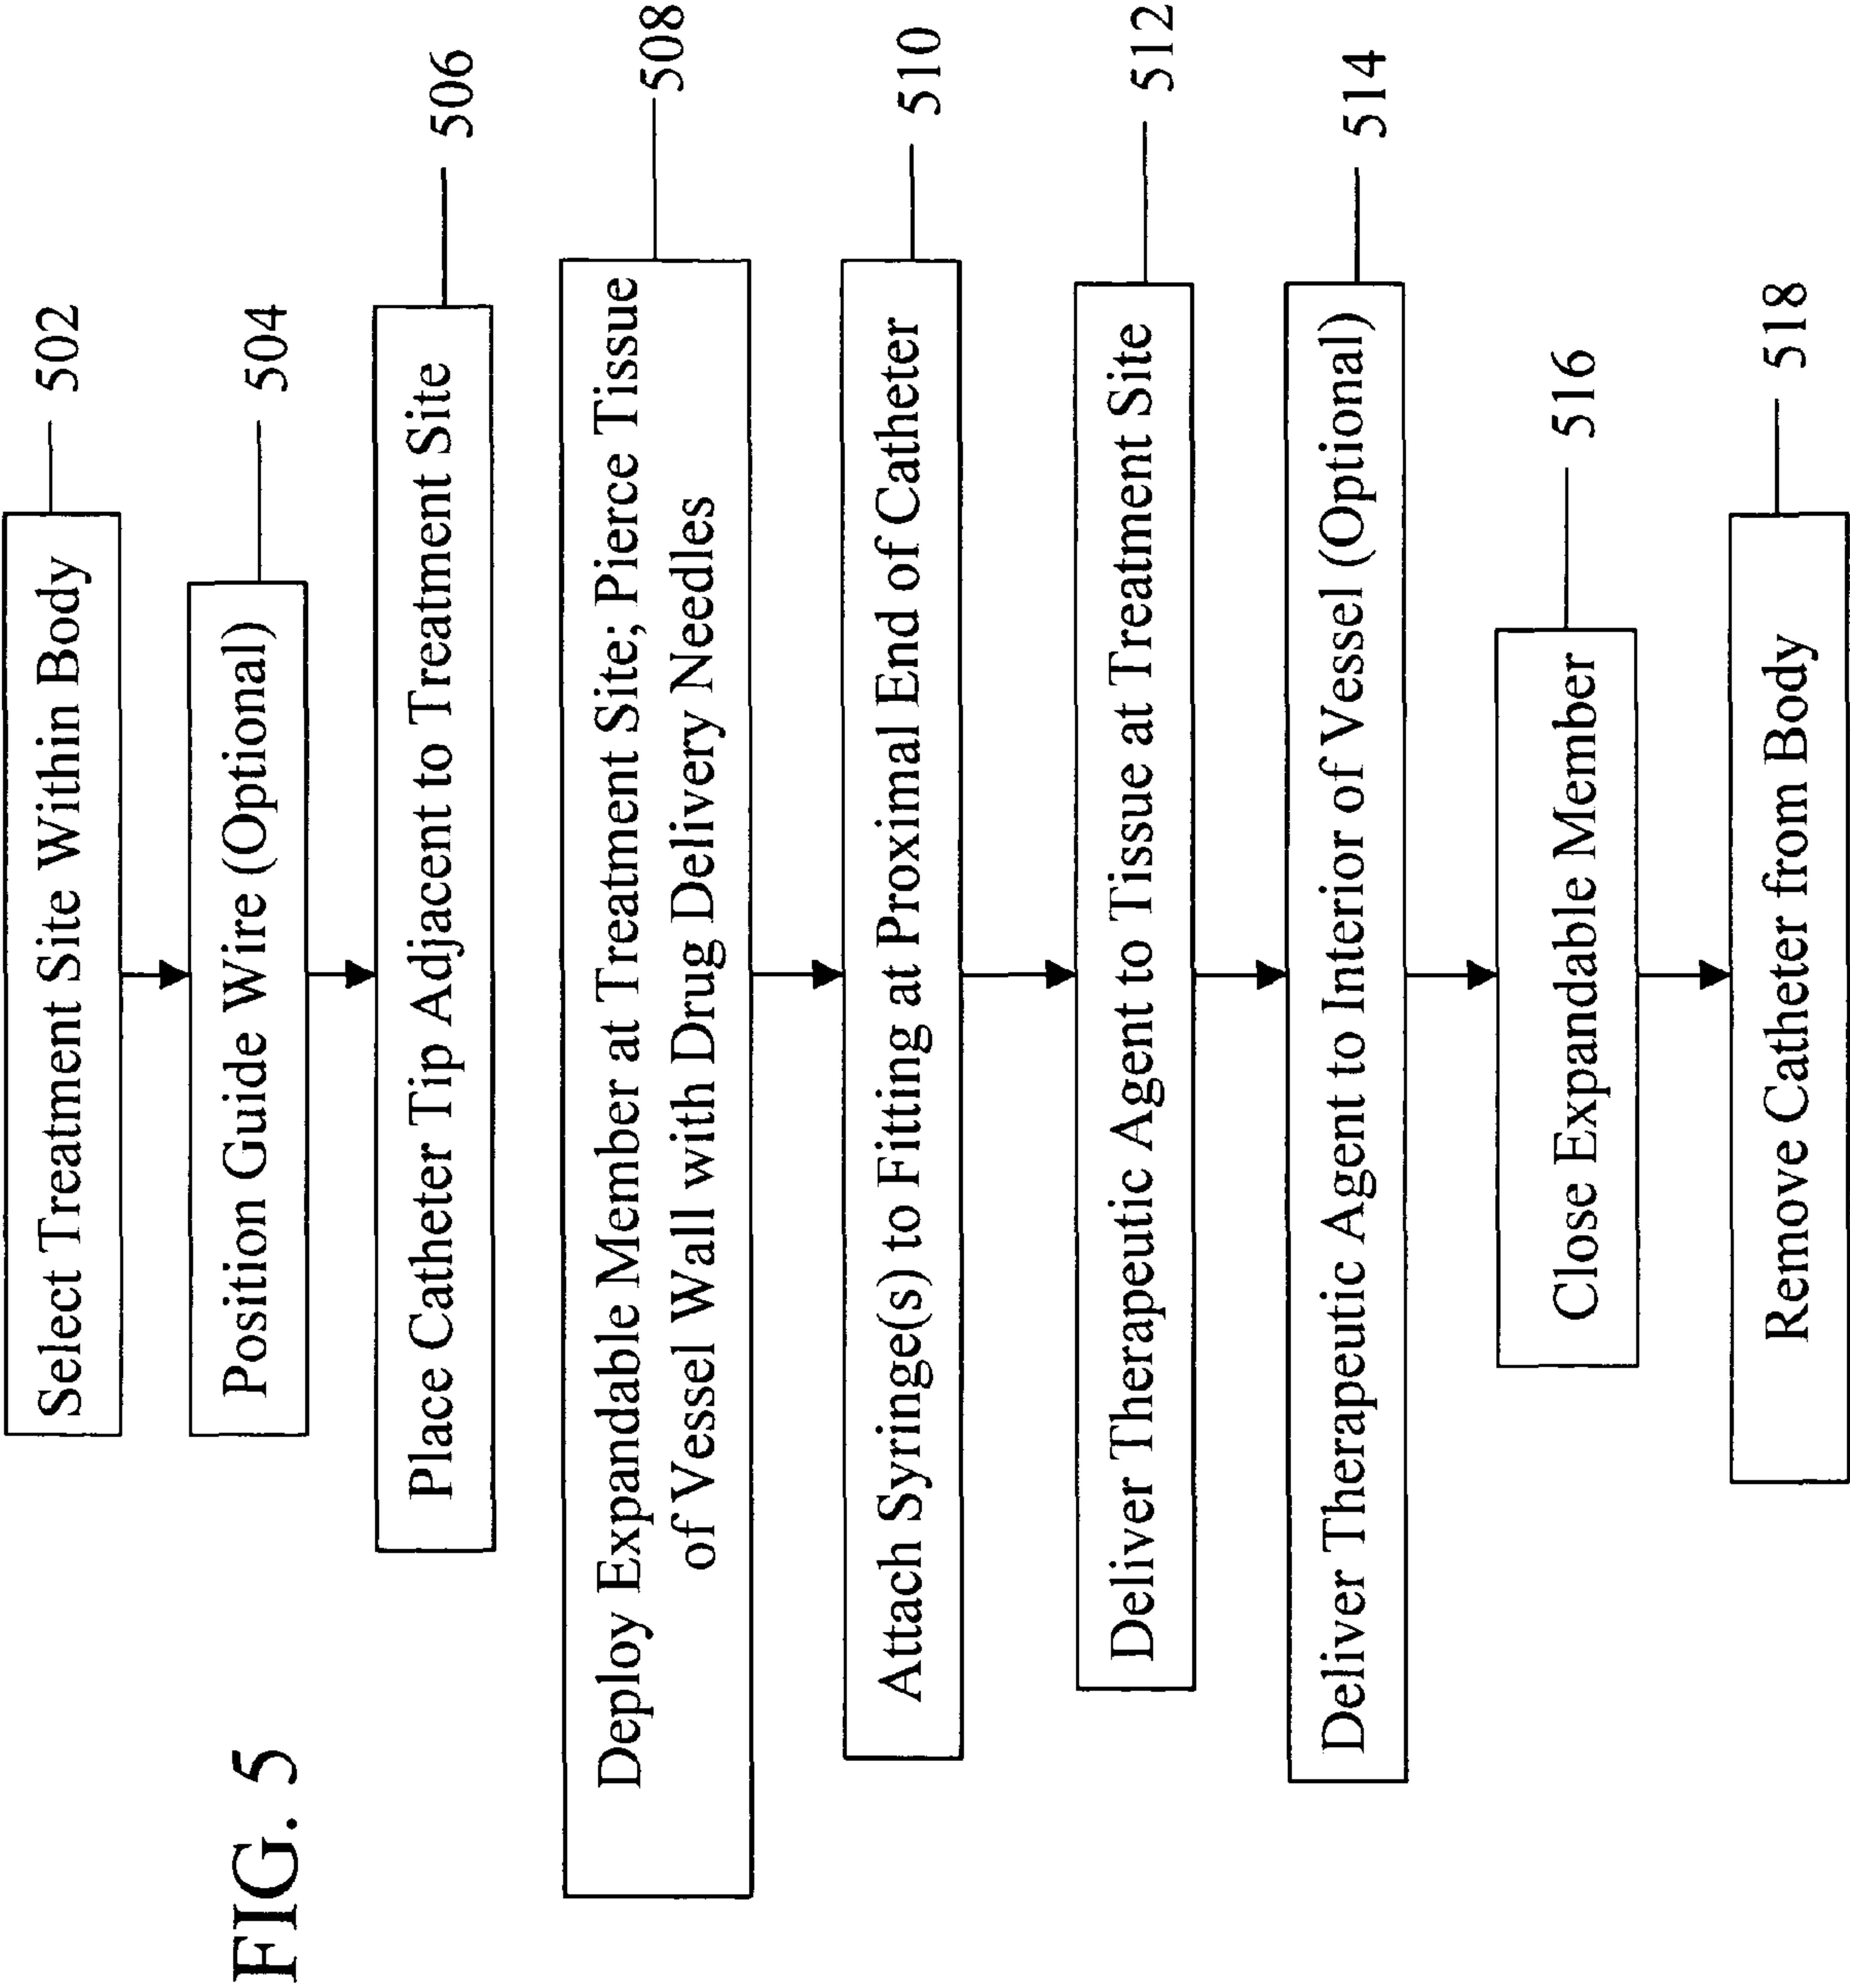 FIG. 5
Select Treatment Site Within Body
502
Position Guide Wire (Optional)
504
Place Catheter Tip Adjacent to Treatment Site
506
Deploy Expandable Member at Treatment Site; Pierce Tissue
of Vessel Wall with Drug Delivery Needles
508
Attach Syringe(s) to Fitting at Proximal End of Catheter
510
Deliver Therapeutic Agent to Tissue at Treatment Site
512
Deliver Therapeutic Agent to Interior of Vessel (Optional)
514
Close Expandable Member
516
Remove Catheter from Body
518